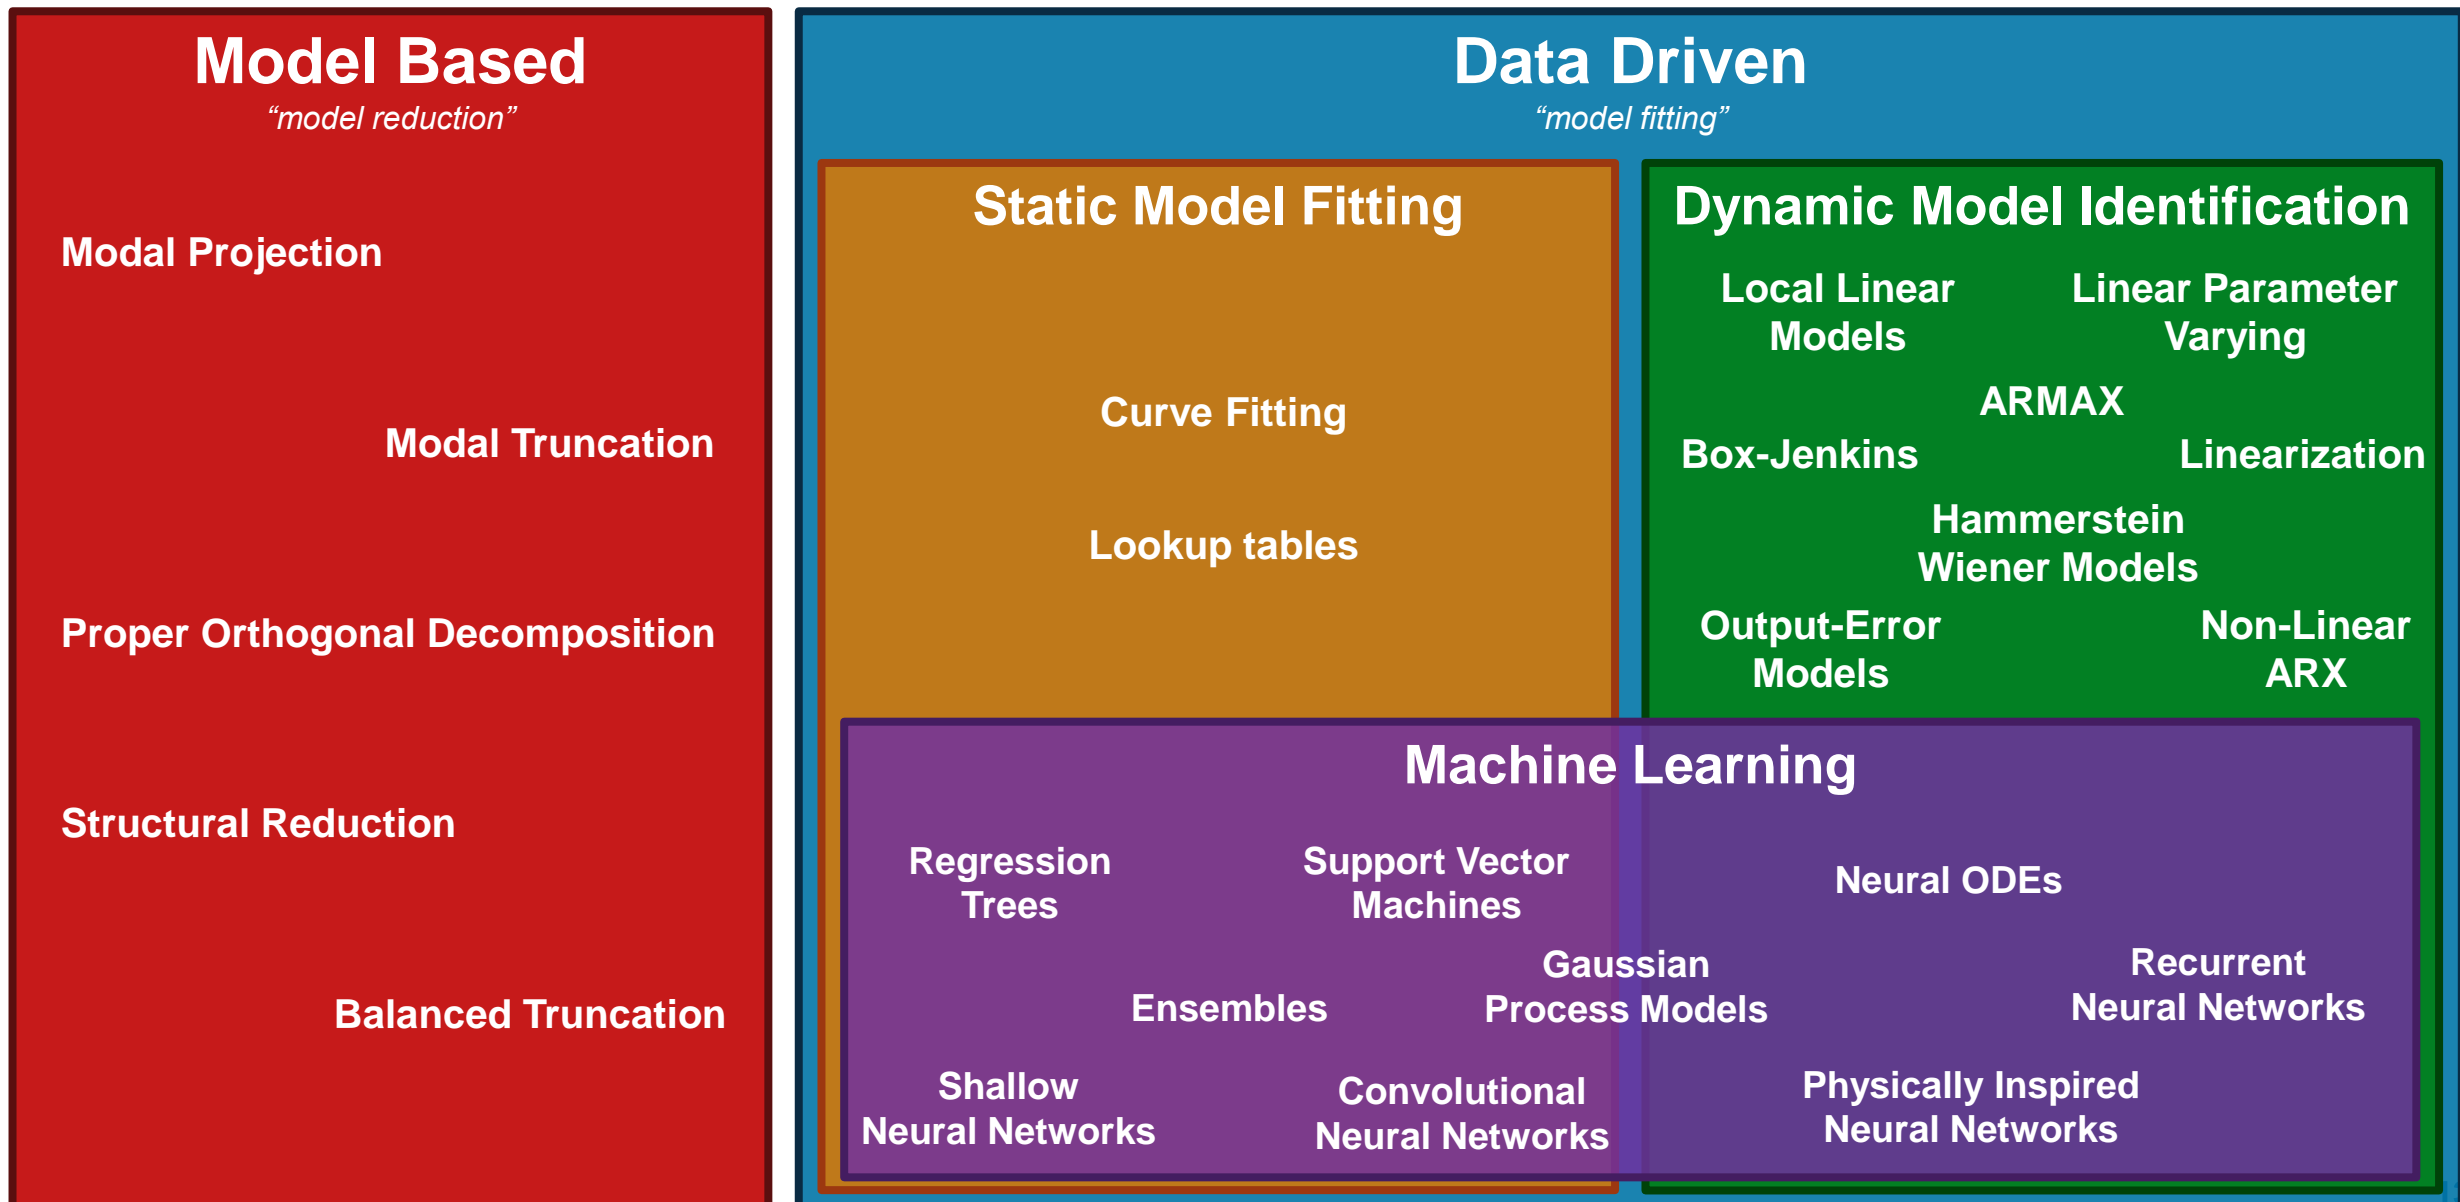 Model Based
“model reduction”
Modal Projection
Modal Truncation
Proper Orthogonal Decomposition
Structural Reduction
Balanced Truncation
Data Driven
“model fitting”
Static Model Fitting
Curve Fitting
Lookup tables
Dynamic Model Identification
Local Linear
Models
Linear Parameter
Varying
ARMAX
Box-Jenkins
Linearization
Hammerstein
Wiener Models
Output-Error
Models
Non-Linear
ARX
Machine Learning
Regression
Trees
Support Vector
Machines
Neural ODEs
Ensembles
Gaussian
Process Models
Recurrent
Neural Networks
Shallow
Neural Networks
Convolutional
Neural Networks
Physically Inspired
Neural Networks